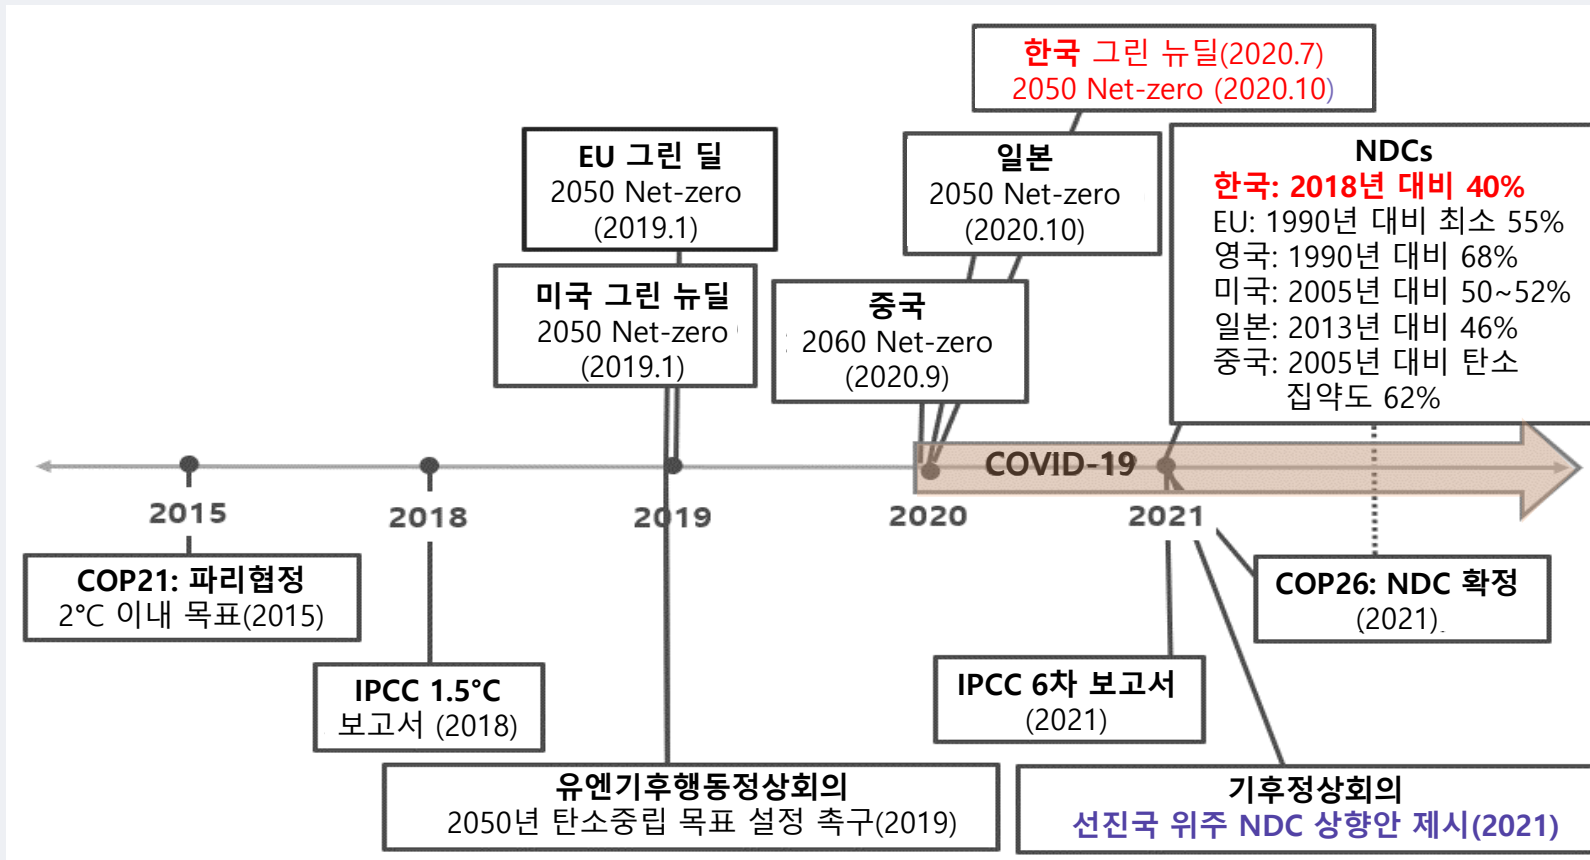 한국 그린 뉴딜(2020.7)
2050 Net-zero (2020.10)
EU 그린 딜
2050 Net-zero
(2019.1)
일본
2050 Net-zero
(2020.10)
NDCs
한국: 2018년 대비 40%
EU: 1990년 대비 최소 55%
영국: 1990년 대비 68%
미국: 2005년 대비 50~52%
일본: 2013년 대비 46%
중국: 2005년 대비 탄소
집약도 62%
미국 그린 뉴딜
2050 Net-zero
(2019.1)
중국
2060 Net-zero
(2020.9)
COVID-19
2015
2018
2019
2020
2021
COP21: 파리협정
2°C 이내 목표(2015)
COP26: NDC 확정
(2021)
IPCC 1.5°C
보고서 (2018)
IPCC 6차 보고서
(2021)
유엔기후행동정상회의
2050년 탄소중립 목표 설정 촉구(2019)
기후정상회의
선진국 위주 NDC 상향안 제시(2021)